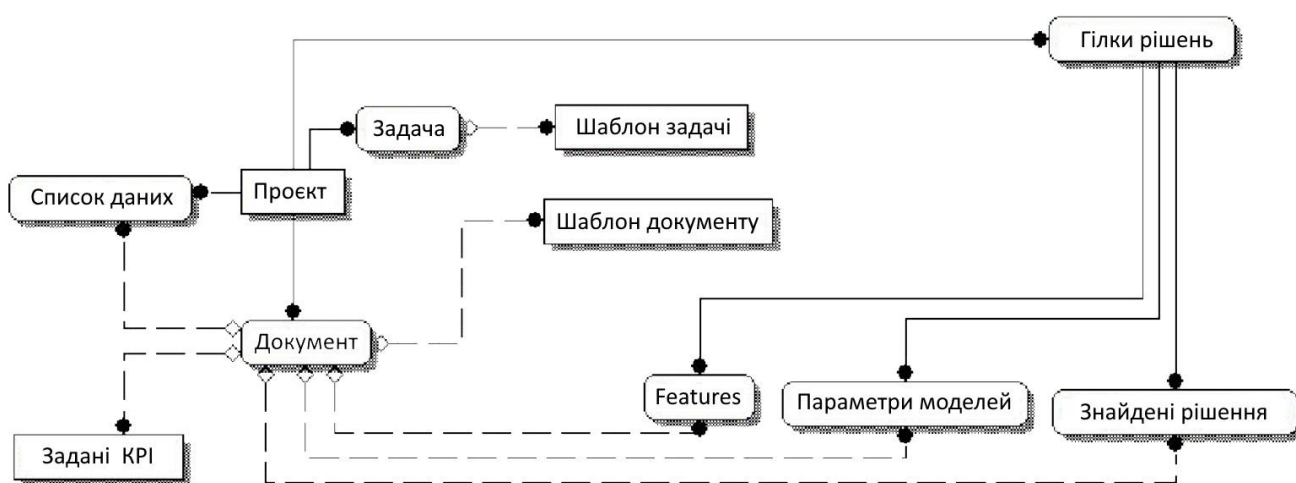 Гілки рішень
Задача
Шаблон задачі
Список даних
Проєкт
Шаблон документу
Документ
Features
Параметри моделей
Знайдені рішення
Задані КРІ